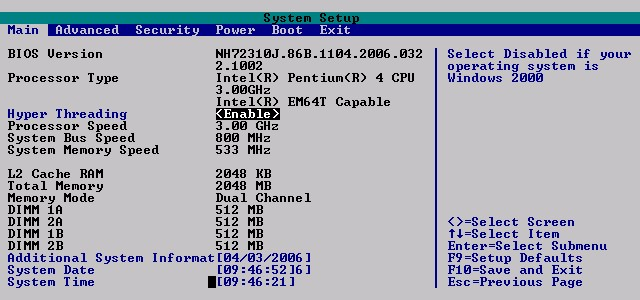 System Setup
Main Advanced Security Power Boot Exit
BIOS Version NH72310J.86B.1104.2006.032
2.1002
Processor Type Intel(R) Pentium(R) 4 CPU
3.00GHz
Intel(R) EM64T Capable
Hyper Threading <Enable>
Processor Speed 3.00 GHz
System Bus Speed 800 MHz
System Memory Speed 533 MHz
L2 Cache RAM 2048 KB
Total Memory 2048 MB
Memory Mode Dual Channel
DIMM 1A 512 MB
DIMM 2A 512 MB
DIMM 1B 512 MB
DIMM 2B 512 MB
Additional System Informat[04/03/2006]
System Date [09:46:52]6]
System Time [09:46:21]
Select Disabled if your
operating system is
Windows 2000
<>=Select Screen
↑↓=Select Item
Enter=Select Submenu
F9=Setup Defaults
F10=Save and Exit
Esc=Previous Page